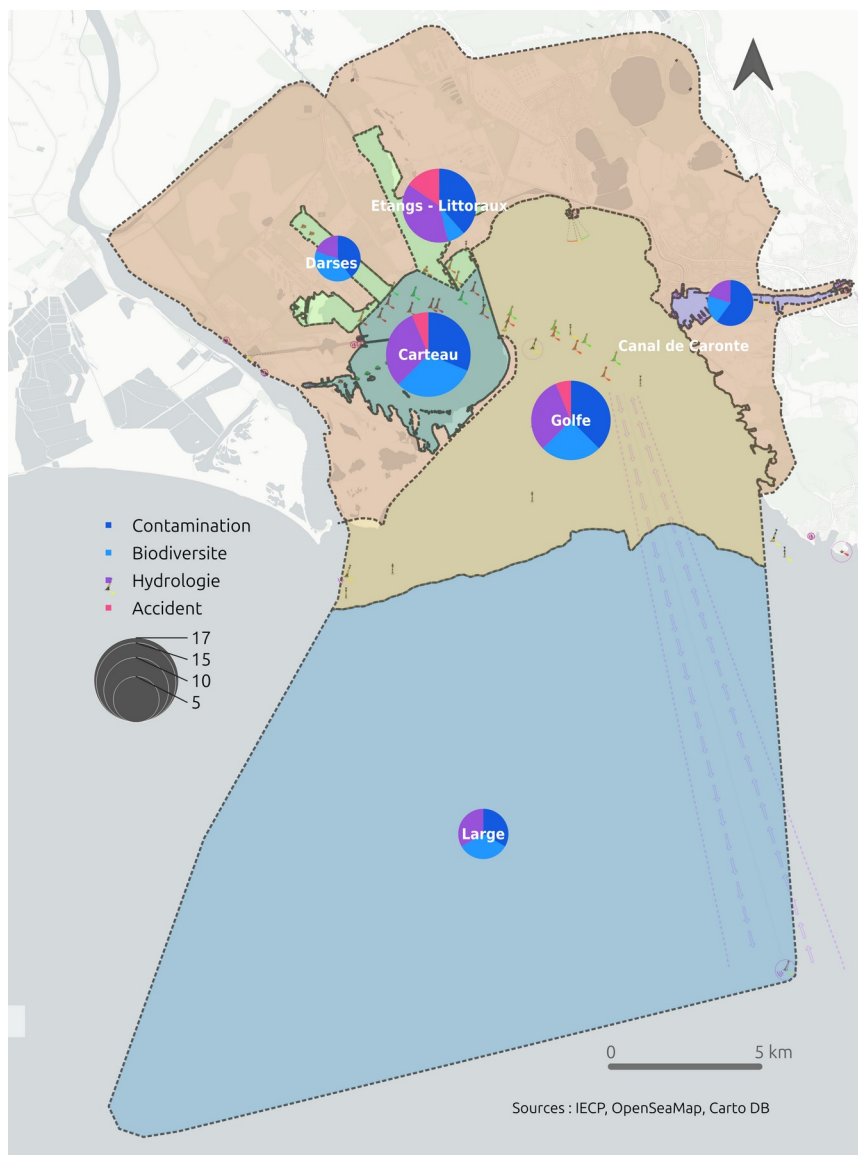 Etangs - Littoraux
Darses
Canal de Caronte
Carteau
Golfe
Contamination
Biodiversite
Hydrologie
Accident
17
15
10
5
Large
0 5 km
Sources : IECP, OpenSeaMap, Carto DB